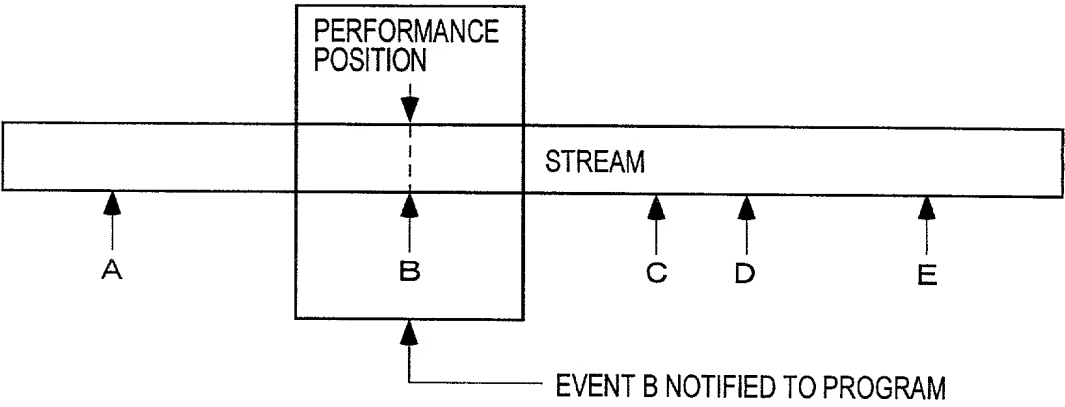 PERFORMANCE
POSITION
STREAM
A
B
C
D
E
EVENT B NOTIFIED TO PROGRAM